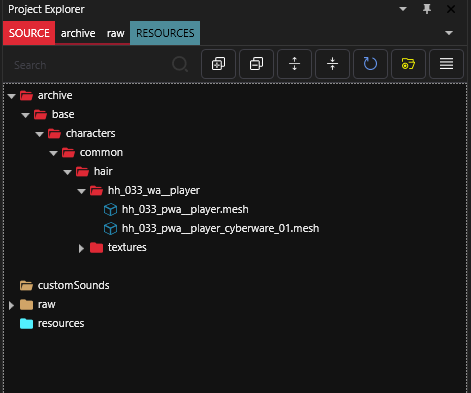 Project Explorer
SOURCE archive raw RESOURCES
Search
archive
base
characters
common
hair
hh_033_wa__player
hh_033_pwa__player.mesh
hh_033_pwa__player_cyberware_01.mesh
textures
customSounds
raw
resources